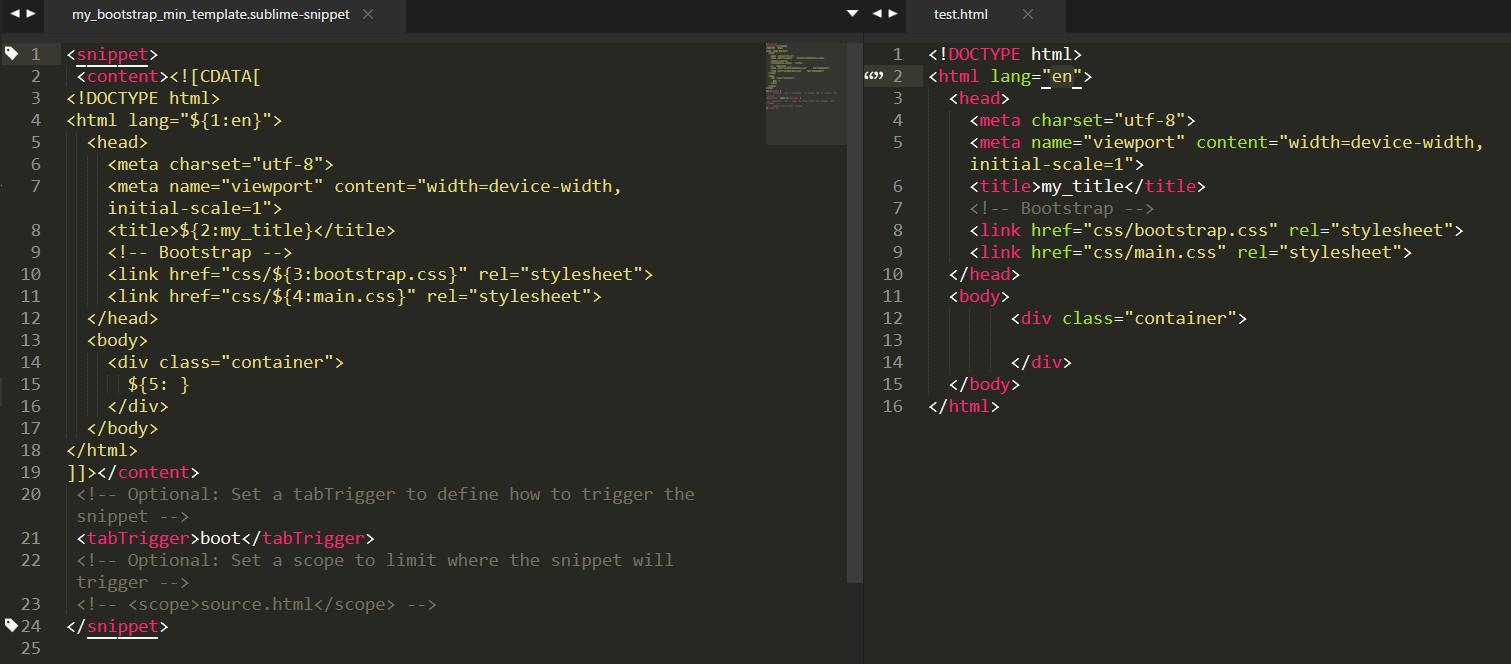 my_bootstrap_min_template.sublime-snippet
1 <snippet>
2 <content><![CDATA[
3 <!DOCTYPE html>
4 <html lang="${1:en}">
5 <head>
6 <meta charset="utf-8">
7 <meta name="viewport" content="width=device-width,
initial-scale=1">
8 <title>${2:my_title}</title>
9 <!-- Bootstrap -->
10 <link href="css/${3:bootstrap.css}" rel="stylesheet">
11 <link href="css/${4:main.css}" rel="stylesheet">
12 </head>
13 <body>
14 <div class="container">
15 ${5: }
16 </div>
17 </body>
18 </html>
19 ]]></content>
20 <!-- Optional: Set a tabTrigger to define how to trigger the
snippet -->
21 <tabTrigger>boot</tabTrigger>
22 <!-- Optional: Set a scope to limit where the snippet will
trigger -->
23 <!-- <scope>source.html</scope> -->
24 </snippet>
25
test.html
1 <!DOCTYPE html>
2 <html lang="en">
3 <head>
4 <meta charset="utf-8">
5 <meta name="viewport" content="width=device-width,
initial-scale=1">
6 <title>my_title</title>
7 <!-- Bootstrap -->
8 <link href="css/bootstrap.css" rel="stylesheet">
9 <link href="css/main.css" rel="stylesheet">
10 </head>
11 <body>
12 <div class="container">
13
14 </div>
15 </body>
16 </html>